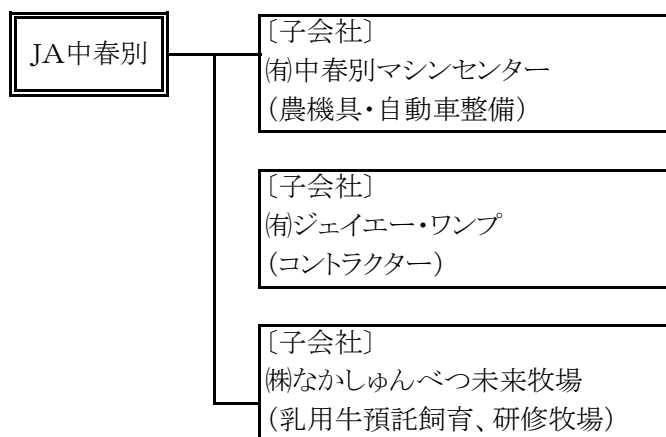 JA中春別
〔子会社〕
㈲中春別マシンセンター
(農機具・自動車整備)
〔子会社〕
㈲ジェイエー・ワンプ
(コントラクター)
〔子会社〕
㈱なかしゅんべつ未来牧場
(乳用牛預託飼育、研修牧場)